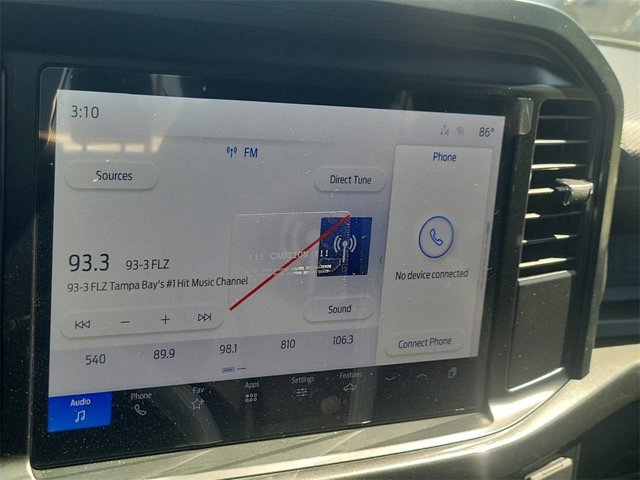 3:10
86°
FM
Phone
Sources
Direct Tune
93.3 93-3 FLZ
93-3 FLZ Tampa Bay's #1 Hit Music Channel
!!! CAUTION !!!
No device connected
Sound
Connect Phone
540 89.9 98.1 810 106.3
Audio Phone Fav Apps Settings Features